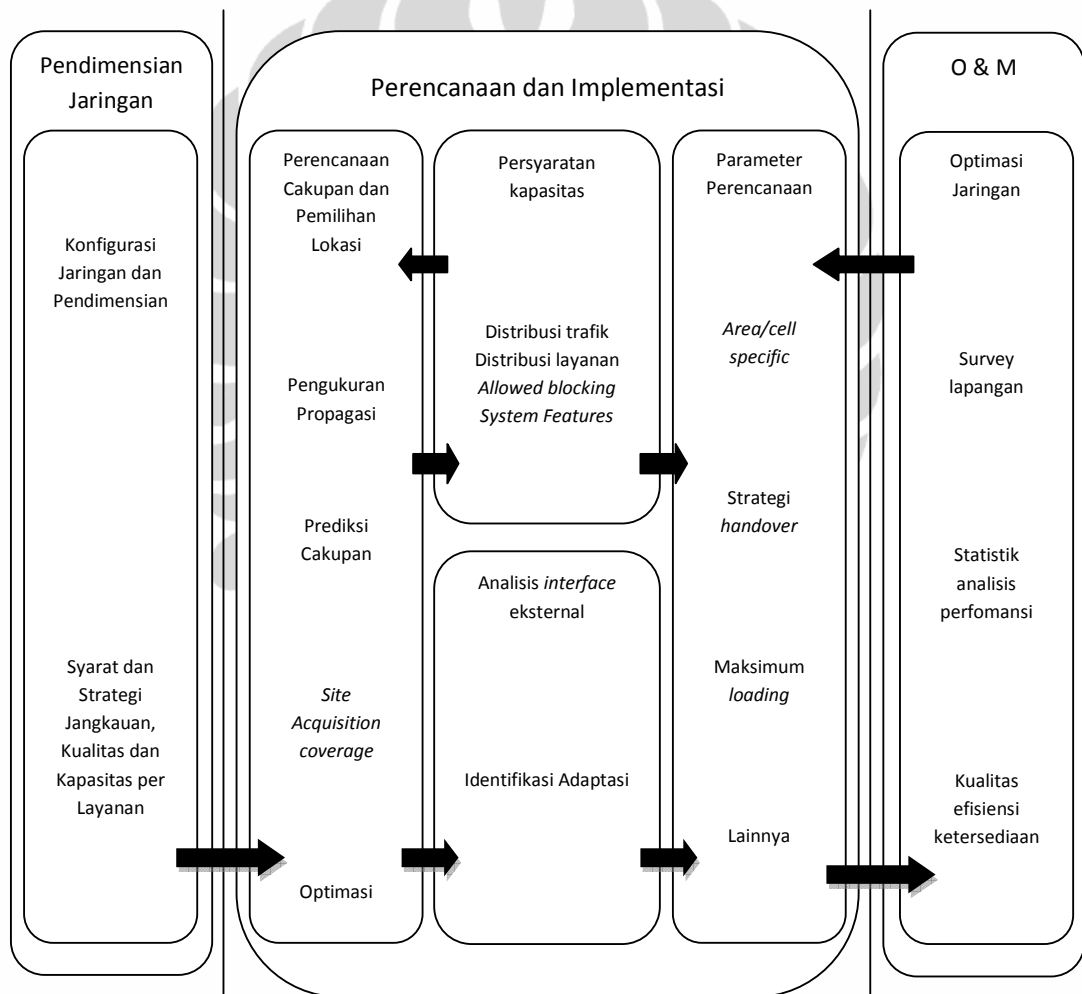 Pendimensian
Jaringan
Konfigurasi
Jaringan dan
Pendimensian
Syarat dan
Strategi
Jangkauan,
Kualitas dan
Kapasitas per
Layanan
Perencanaan dan Implementasi
Perencanaan
Cakupan dan
Pemilihan
Lokasi
Pengukuran
Propagasi
Prediksi
Cakupan
Site
Acquisition
coverage
Optimasi
Persyaratan
kapasitas
Distribusi trafik
Distribusi layanan
Allowed blocking
System Features
Analisis interface
eksternal
Identifikasi Adaptasi
Parameter
Perencanaan
Area/cell
specific
Strategi
handover
Maksimum
loading
Lainnya
O & M
Optimasi
Jaringan
Survey
lapangan
Statistik
analisis
perfomansi
Kualitas
efisiensi
ketersediaan